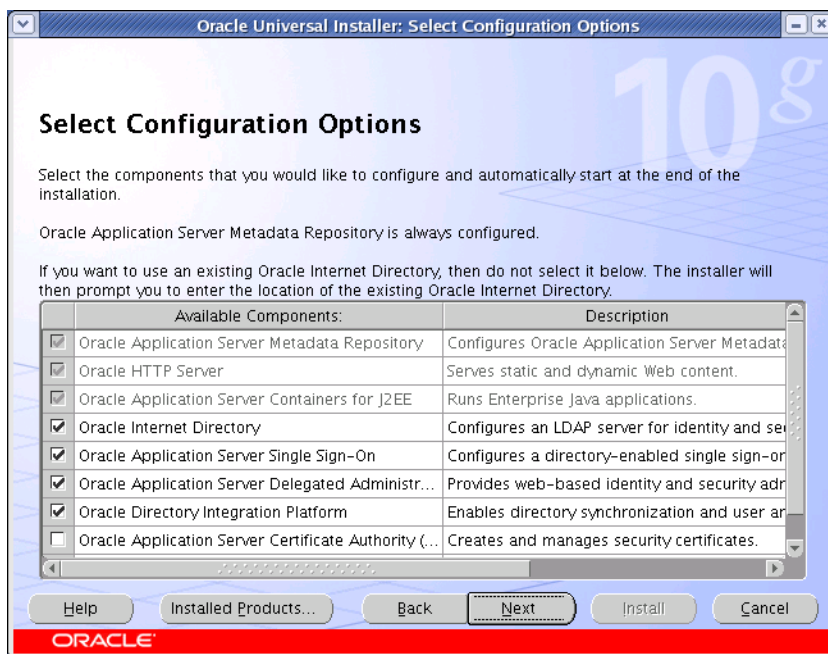 Oracle Universal Installer: Select Configuration Options
10g
Select Configuration Options
Select the components that you would like to configure and automatically start at the end of the
installation.
Oracle Application Server Metadata Repository is always configured.
If you want to use an existing Oracle Internet Directory, then do not select it below. The installer will
then prompt you to enter the location of the existing Oracle Internet Directory.
Available Components: Description
Oracle Application Server Metadata Repository Configures Oracle Application Server Metadata
Oracle HTTP Server Serves static and dynamic Web content.
Oracle Application Server Containers for J2EE Runs Enterprise Java applications.
Oracle Internet Directory Configures an LDAP server for identity and se
Oracle Application Server Single Sign-On Configures a directory-enabled single sign-or
Oracle Application Server Delegated Administr... Provides web-based identity and security adr
Oracle Directory Integration Platform Enables directory synchronization and user ar
Oracle Application Server Certificate Authority (... Creates and manages security certificates.
Help Installed Products... Back Next Install Cancel
ORACLE